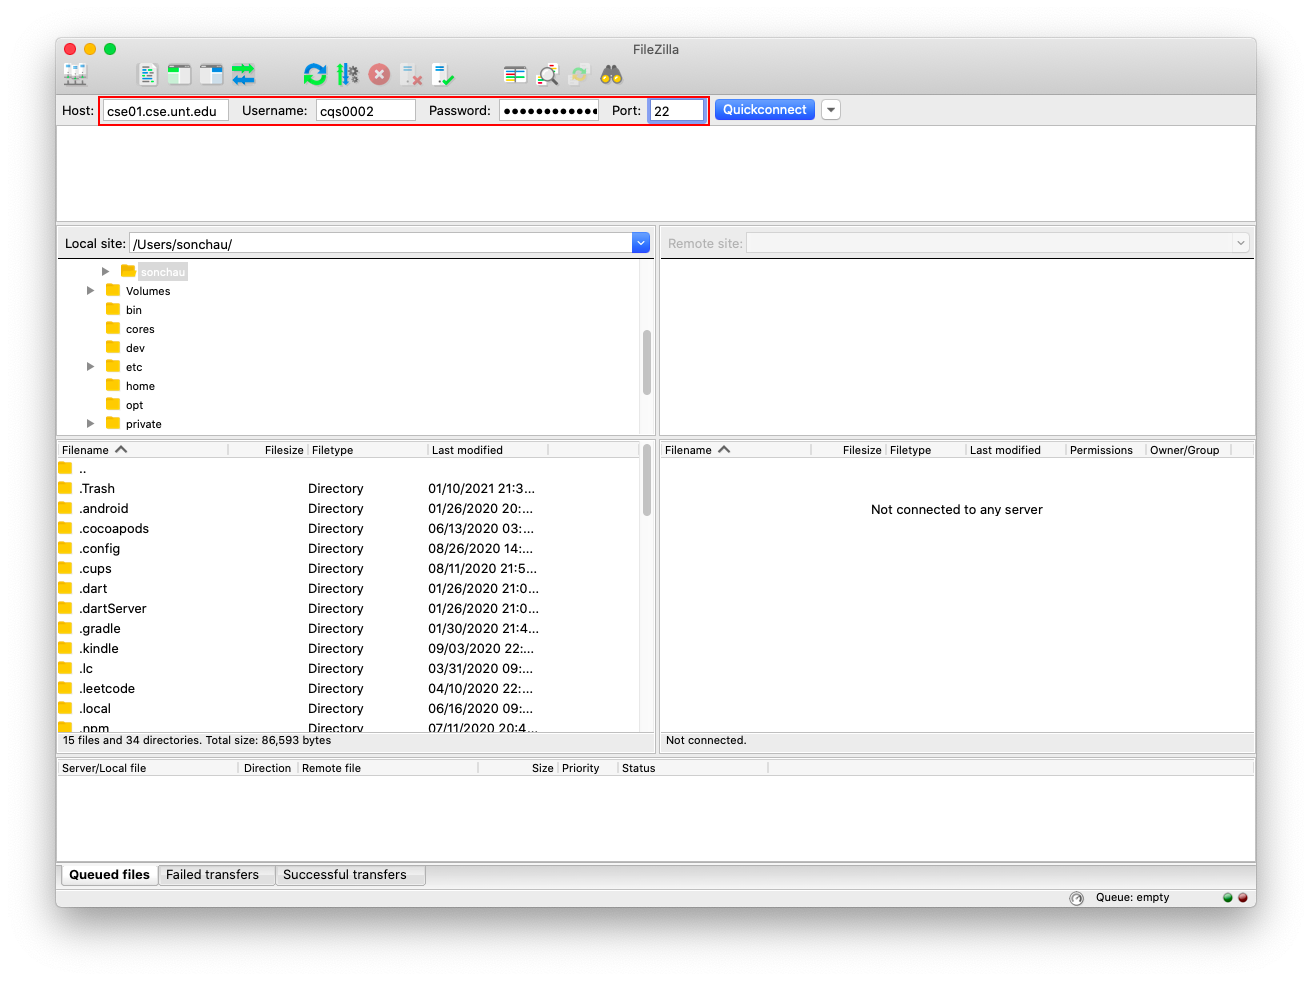 FileZilla
Host: cse01.cse.unt.edu Username: cqs0002 Password: ●●●●●●●●●●●● Port: 22 Quickconnect
Local site: /Users/sonchau/
Remote site:
sonchau
Volumes
bin
cores
dev
etc
home
opt
private
Filename Filesize Filetype Last modified
..
.Trash Directory 01/10/2021 21:3...
.android Directory 01/26/2020 20:...
.cocoapods Directory 06/13/2020 03:...
.config Directory 08/26/2020 14:...
.cups Directory 08/11/2020 21:5...
.dart Directory 01/26/2020 21:0...
.dartServer Directory 01/26/2020 21:0...
.gradle Directory 01/30/2020 21:4...
.kindle Directory 09/03/2020 22:...
.lc Directory 03/31/2020 09:...
.leetcode Directory 04/10/2020 22:...
.local Directory 06/16/2020 09:...
.npm Directory 07/11/2020 20:4...
15 files and 34 directories. Total size: 86,593 bytes
Filename Filesize Filetype Last modified Permissions Owner/Group
Not connected to any server
Not connected.
Server/Local file Direction Remote file Size Priority Status
Queued files Failed transfers Successful transfers
Queue: empty